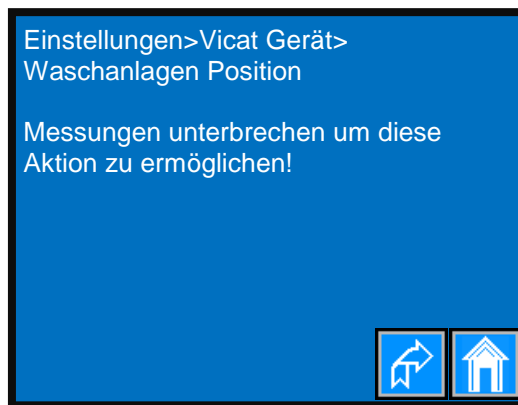 Einstellungen>Vicat Gerät>
Waschanlagen Position
Messungen unterbrechen um diese
Aktion zu ermöglichen!